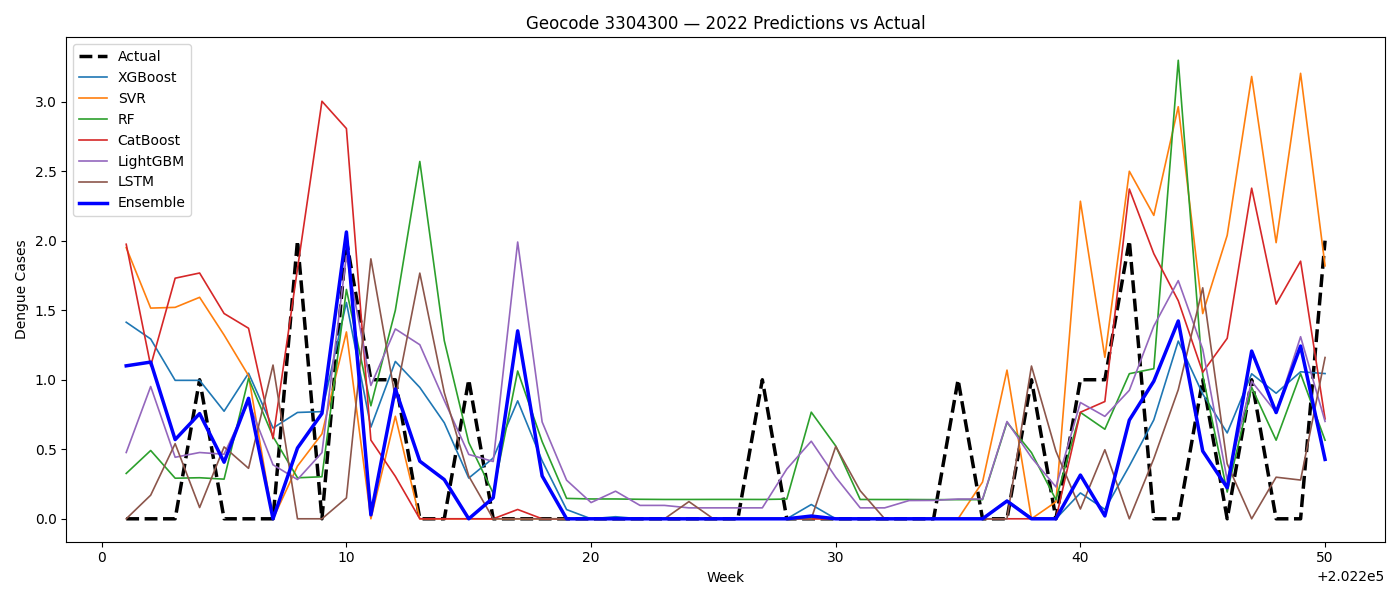 Geocode 3304300 — 2022 Predictions vs Actual
Actual
XGBoost
SVR
RF
CatBoost
LightGBM
LSTM
Ensemble
Dengue Cases
3.0
2.5
2.0
1.5
1.0
0.5
0.0
0 10 20 30 40 50
Week
+2.022e5